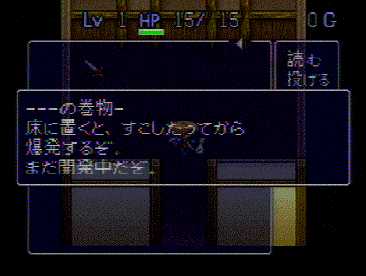 Lv 1 HP 15/ 15 0G
読む
投げる
---の巻物-
床に置くと、すこしたってから
爆発するぞ。
まだ開発中だぞ。